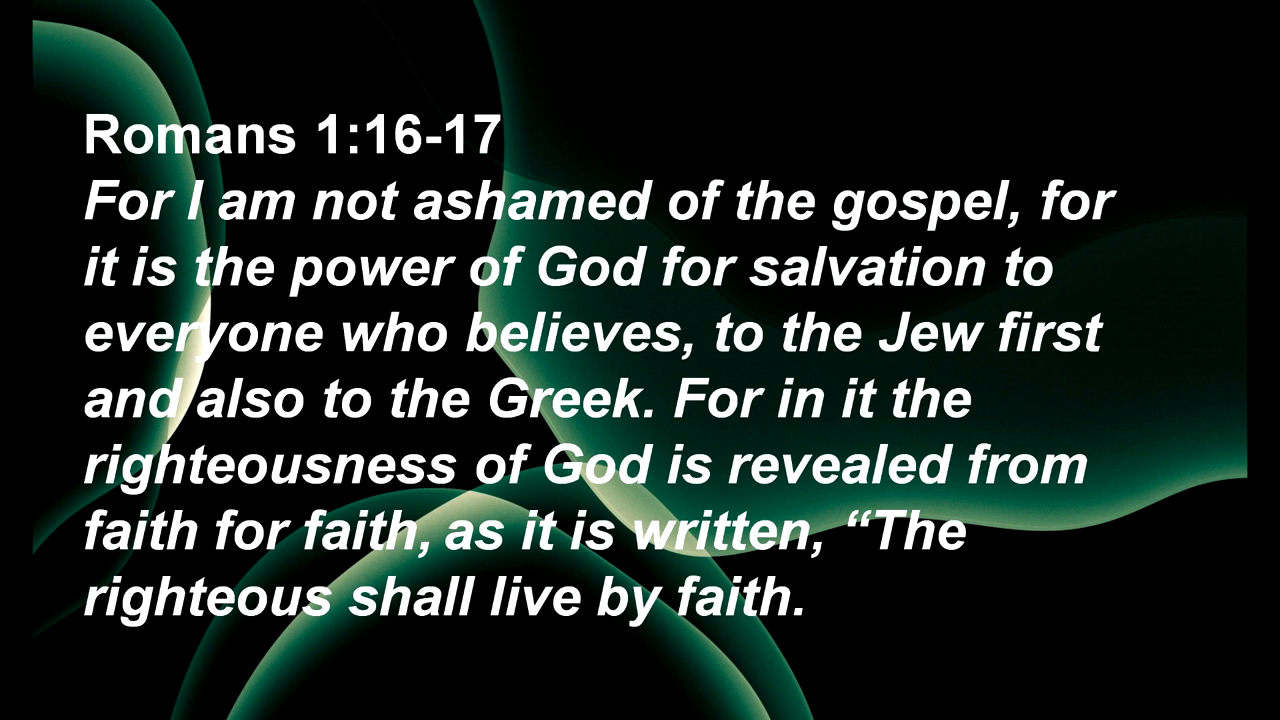 Romans 1:16-17
For I am not ashamed of the gospel, for
it is the power of God for salvation to
everyone who believes, to the Jew first
and also to the Greek. For in it the
righteousness of God is revealed from
faith for faith, as it is written, “The
righteous shall live by faith.